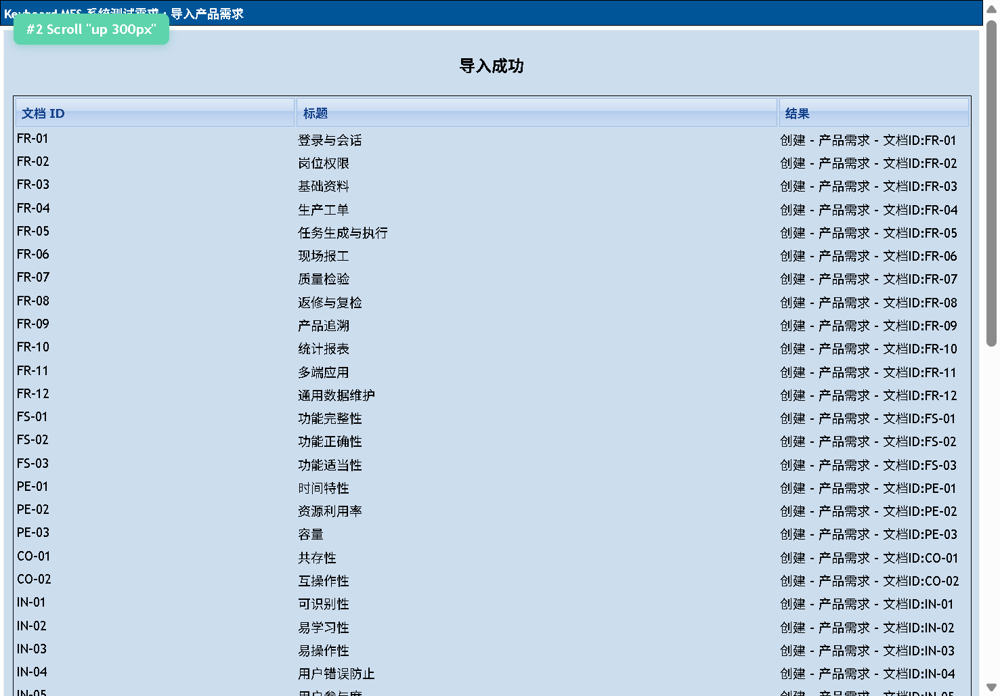 系统测试需求 : 导入产品需求
#2 Scroll "up 300px"
导入成功
文档 ID 标题 结果
FR-01 登录与会话 创建 - 产品需求 - 文档ID:FR-01
FR-02 岗位权限 创建 - 产品需求 - 文档ID:FR-02
FR-03 基础资料 创建 - 产品需求 - 文档ID:FR-03
FR-04 生产工单 创建 - 产品需求 - 文档ID:FR-04
FR-05 任务生成与执行 创建 - 产品需求 - 文档ID:FR-05
FR-06 现场报工 创建 - 产品需求 - 文档ID:FR-06
FR-07 质量检验 创建 - 产品需求 - 文档ID:FR-07
FR-08 返修与复检 创建 - 产品需求 - 文档ID:FR-08
FR-09 产品追溯 创建 - 产品需求 - 文档ID:FR-09
FR-10 统计报表 创建 - 产品需求 - 文档ID:FR-10
FR-11 多端应用 创建 - 产品需求 - 文档ID:FR-11
FR-12 通用数据维护 创建 - 产品需求 - 文档ID:FR-12
FS-01 功能完整性 创建 - 产品需求 - 文档ID:FS-01
FS-02 功能正确性 创建 - 产品需求 - 文档ID:FS-02
FS-03 功能适当性 创建 - 产品需求 - 文档ID:FS-03
PE-01 时间特性 创建 - 产品需求 - 文档ID:PE-01
PE-02 资源利用率 创建 - 产品需求 - 文档ID:PE-02
PE-03 容量 创建 - 产品需求 - 文档ID:PE-03
CO-01 共存性 创建 - 产品需求 - 文档ID:CO-01
CO-02 互操作性 创建 - 产品需求 - 文档ID:CO-02
IN-01 可识别性 创建 - 产品需求 - 文档ID:IN-01
IN-02 易学习性 创建 - 产品需求 - 文档ID:IN-02
IN-03 易操作性 创建 - 产品需求 - 文档ID:IN-03
IN-04 用户错误防止 创建 - 产品需求 - 文档ID:IN-04
IN-05 用户参与度 创建 - 产品需求 - 文档ID:IN-05